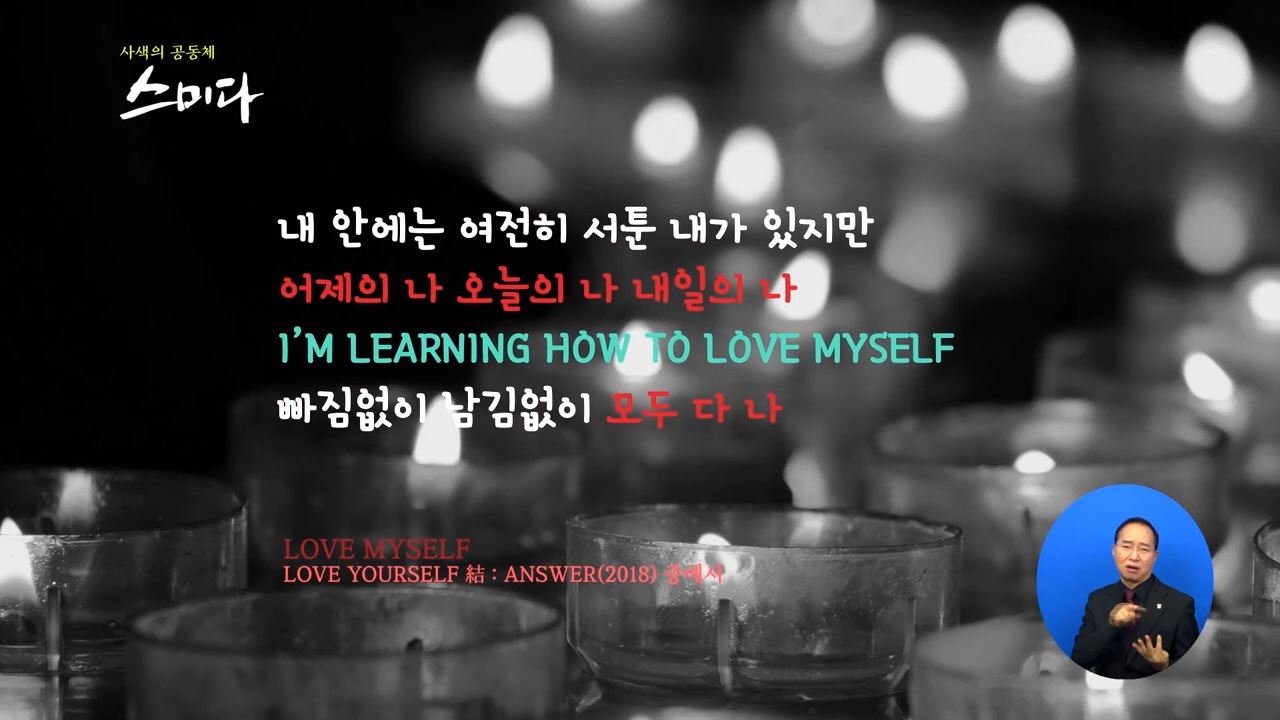 사색의 공동체
스미다
내 안에는 여전히 서툰 내가 있지만
어제의 나 오늘의 나 내일의 나
I'M LEARNING HOW TO LOVE MYSELF
빠짐없이 남김없이 모두 다 나
LOVE MYSELF
LOVE YOURSELF 結 : ANSWER(2018) 중에서